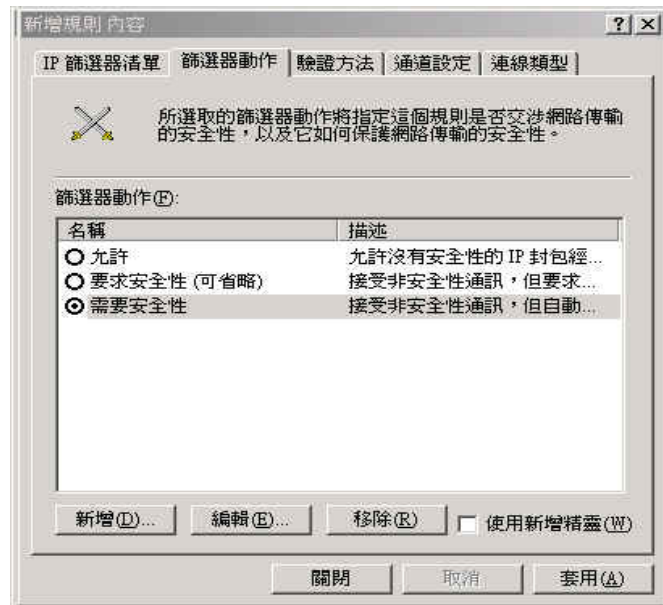 新增規則 內容
IP 篩選器清單 篩選器動作 驗證方法 通道設定 連線類型
所選取的篩選器動作將指定這個規則是否交涉網路傳輸
的安全性，以及它如何保護網路傳輸的安全性。
篩選器動作(F):
名稱 描述
允許 允許沒有安全性的 IP 封包經...
要求安全性 (可省略) 接受非安全性通訊，但要求...
需要安全性 接受非安全性通訊，但自動...
新增(D)... 編輯(E)... 移除(R) 使用新增精靈(W)
關閉 取消 套用(A)